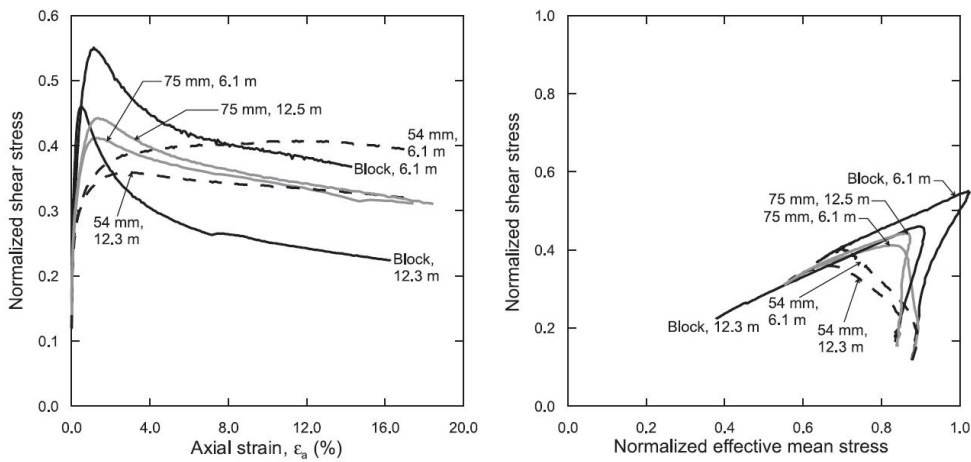 0.6
0.5
0.4
0.3
0.2
0.1
0.0
Normalized shear stress
0.0
4.0
8.0
12.0
16.0
20.0
Axial strain, εa (%)
75 mm, 6.1 m
75 mm, 12.5 m
54 mm,
6.1 m
Block, 6.1 m
54 mm,
12.3 m
Block,
12.3 m
1.0
0.8
0.6
0.4
0.2
0.0
Normalized shear stress
0.0
0.2
0.4
0.6
0.8
1.0
Normalized effective mean stress
Block, 6.1 m
75 mm, 12.5 m
75 mm, 6.1 m
54 mm,
6.1 m
Block, 12.3 m
54 mm,
12.3 m